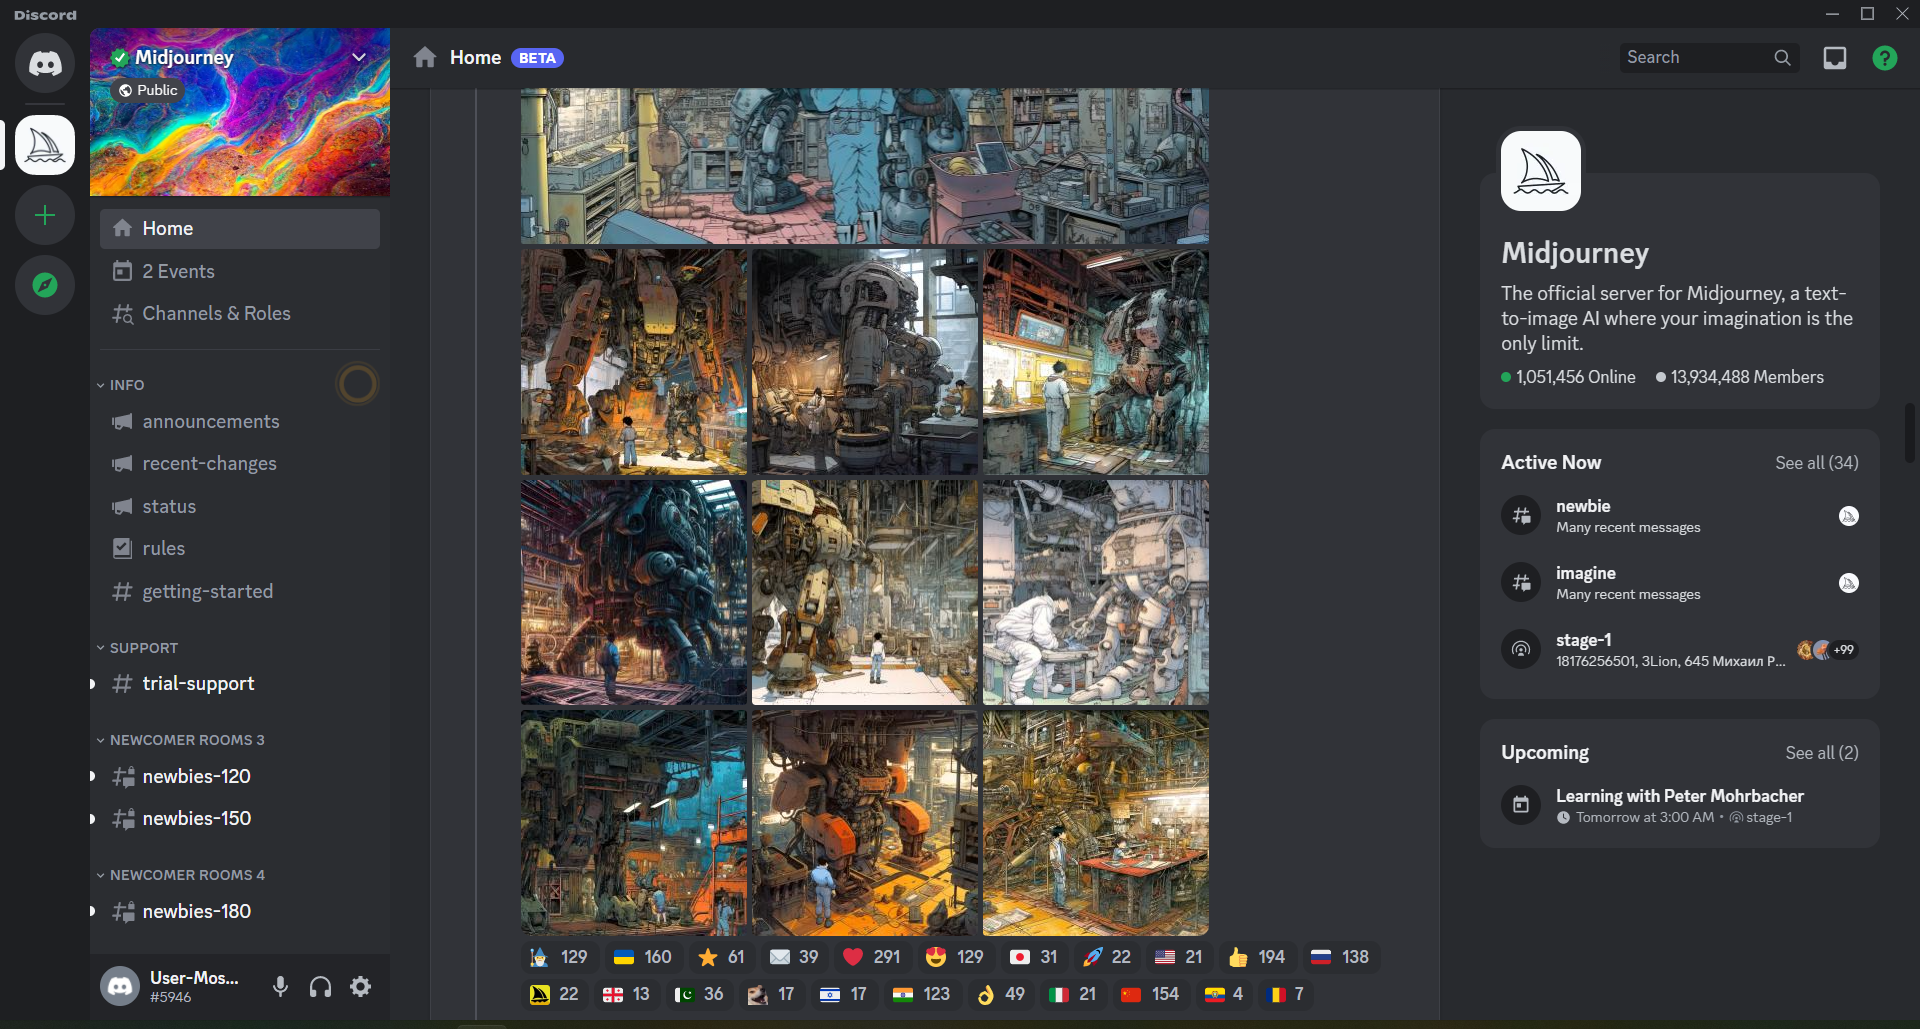 Discord
Midjourney
Public
Home
2 Events
Channels & Roles
INFO
announcements
recent-changes
status
rules
getting-started
SUPPORT
trial-support
NEWCOMER ROOMS 3
newbies-120
newbies-150
NEWCOMER ROOMS 4
newbies-180
User-Mos...
#5946
Home BETA
Search
129 160 61 39 291 129 31 22 21 194 138
22 13 36 17 17 123 49 21 154 4 7
Midjourney
The official server for Midjourney, a text-
to-image AI where your imagination is the
only limit.
1,051,456 Online 13,934,488 Members
Active Now See all (34)
newbie
Many recent messages
imagine
Many recent messages
stage-1
18176256501, 3Lion, 645 Михаил Р...
+99
Upcoming See all (2)
Learning with Peter Mohrbacher
Tomorrow at 3:00 AM • stage-1